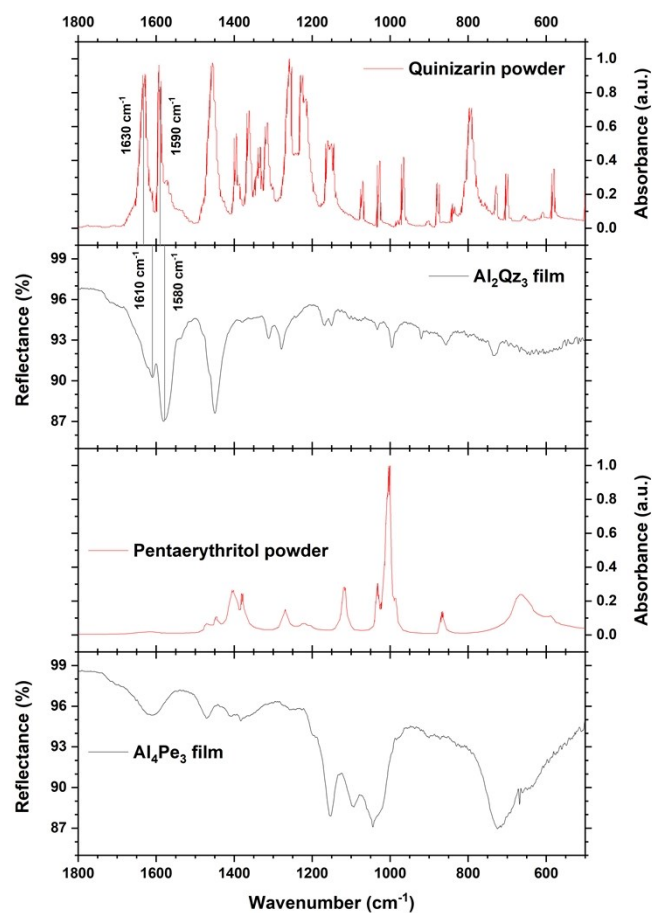 1800 1600 1400 1200 1000 800 600
1630 cm⁻¹
1590 cm⁻¹
Quinizarin powder
1.0
0.8
0.6
0.4
0.2
0.0
Absorbance (a.u.)
99
96
93
90
87
Reflectance (%)
1610 cm⁻¹
1580 cm⁻¹
Al₂Qz₃ film
Pentaerythritol powder
1.0
0.8
0.6
0.4
0.2
0.0
Absorbance (a.u.)
99
96
93
90
87
Reflectance (%)
Al₄Pe₃ film
1800 1600 1400 1200 1000 800 600
Wavenumber (cm⁻¹)